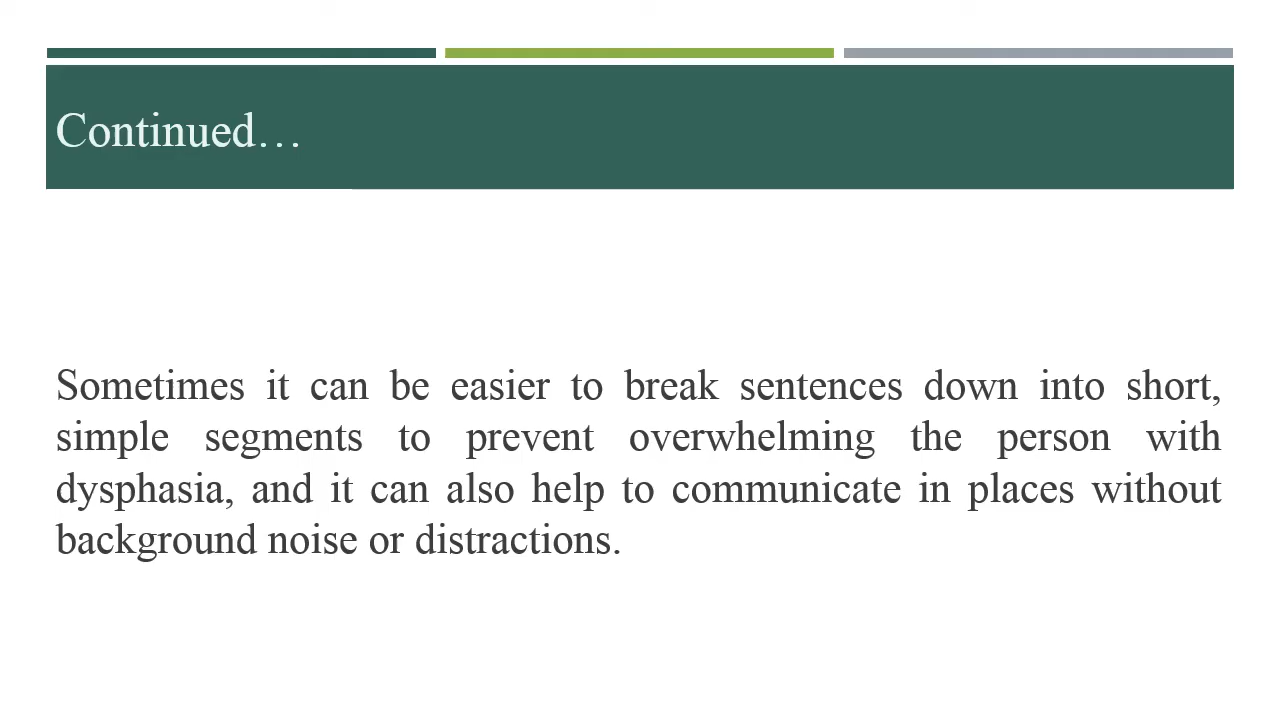 Continued…
Sometimes it can be easier to break sentences down into short,
simple segments to prevent overwhelming the person with
dysphasia, and it can also help to communicate in places without
background noise or distractions.